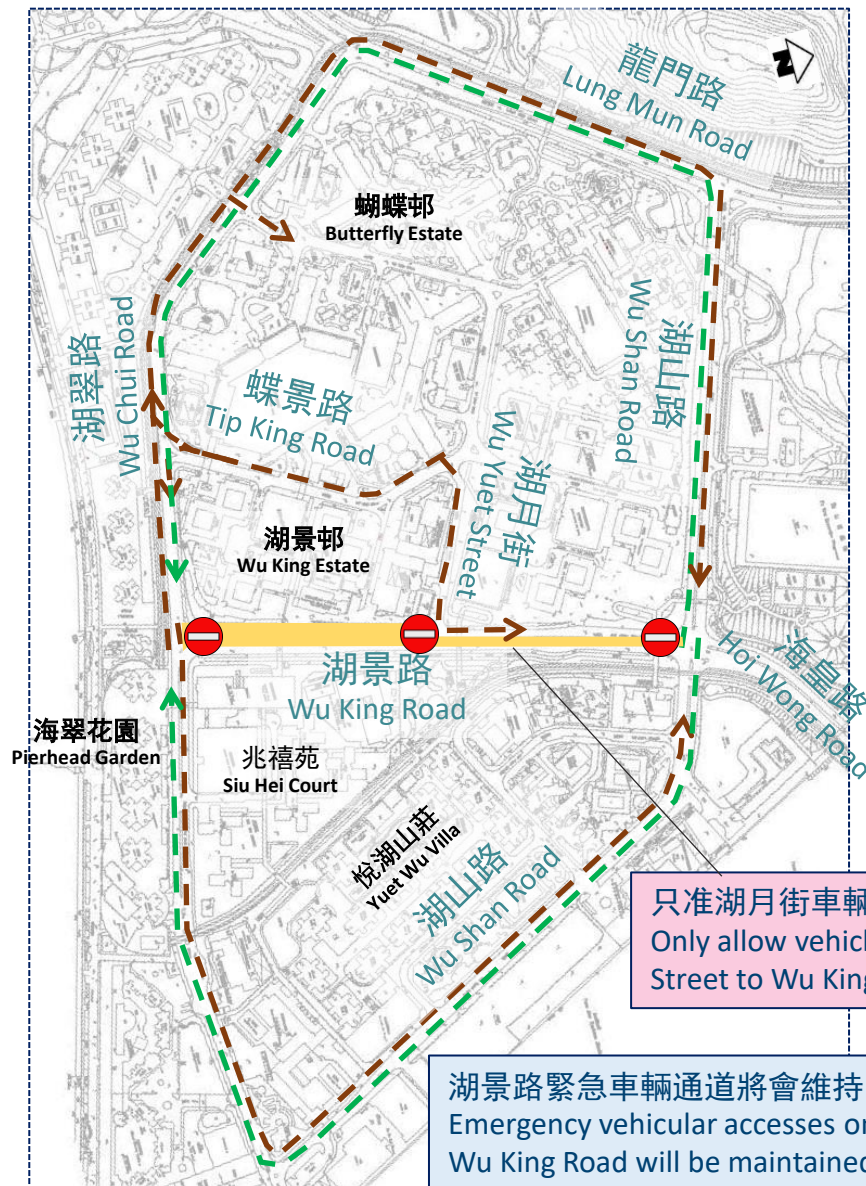 N
龍門路
Lung Mun Road
蝴蝶邨
Butterfly Estate
湖翠路
Wu Chui Road
湖山路
Wu Shan Road
蝶景路
Tip King Road
湖月街
Wu Yuet Street
湖景邨
Wu King Estate
湖景路
Wu King Road
海皇路
Hoi Wong Road
海翠花園
Pierhead Garden
兆禧苑
Siu Hei Court
悅湖山莊
Yuet Wu Villa
湖山路
Wu Shan Road
只准湖月街車輛
Only allow vehic
Street to Wu King
湖景路緊急車輛通道將會維持
Emergency vehicular accesses o
Wu King Road will be maintained